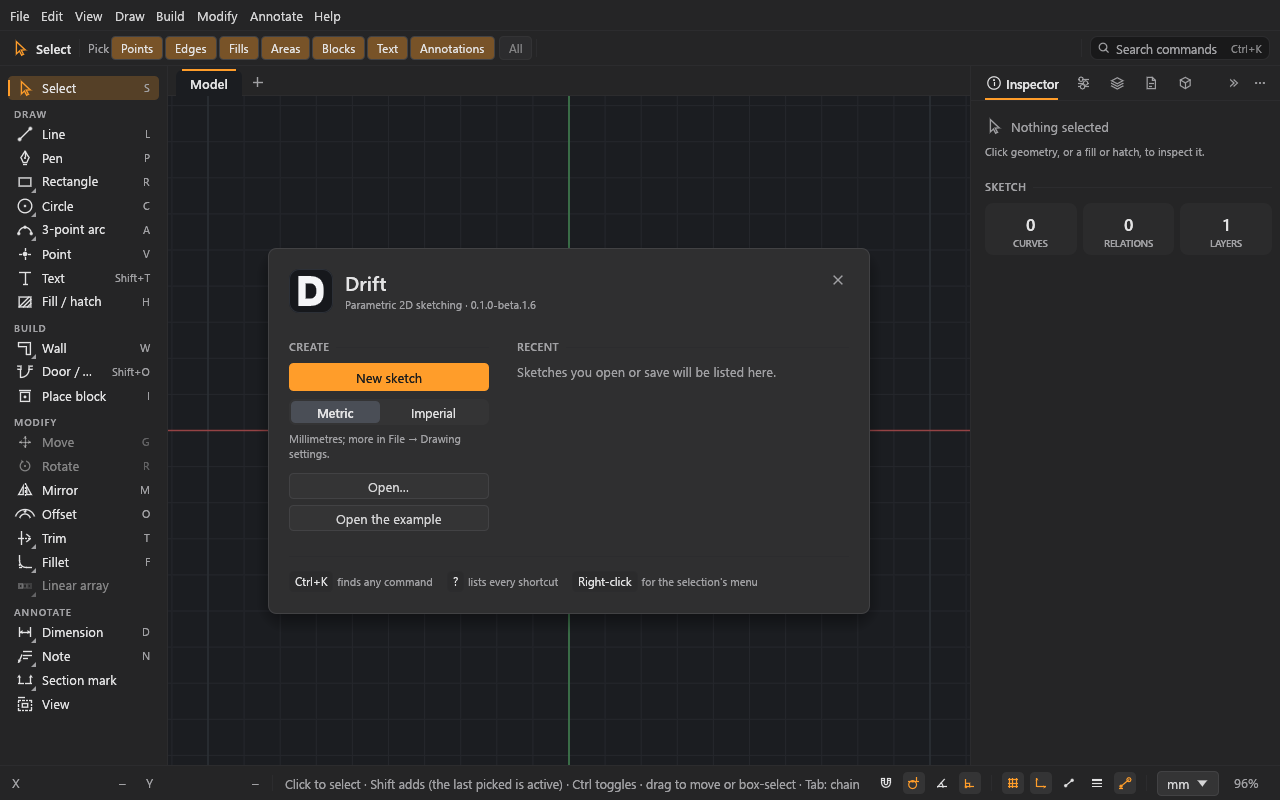 File Edit View Draw Build Modify Annotate Help
Select Pick Points Edges Fills Areas Blocks Text Annotations All Search commands Ctrl+K
Select S
DRAW
Line L
Pen P
Rectangle R
Circle C
3-point arc A
Point V
Text Shift+T
Fill / hatch H
BUILD
Wall W
Door / ... Shift+O
Place block I
MODIFY
Move G
Rotate R
Mirror M
Offset O
Trim T
Fillet F
Linear array
ANNOTATE
Dimension D
Note N
Section mark
View
Model +
D
Drift
Parametric 2D sketching · 0.1.0-beta.1.6
CREATE
New sketch
Metric Imperial
Millimetres; more in File → Drawing
settings.
Open...
Open the example
RECENT
Sketches you open or save will be listed here.
Ctrl+K finds any command ? lists every shortcut Right-click for the selection's menu
Inspector
Nothing selected
Click geometry, or a fill or hatch, to inspect it.
SKETCH
0 0 1
CURVES RELATIONS LAYERS
X – Y – Click to select · Shift adds (the last picked is active) · Ctrl toggles · drag to move or box-select · Tab: chain mm 96%